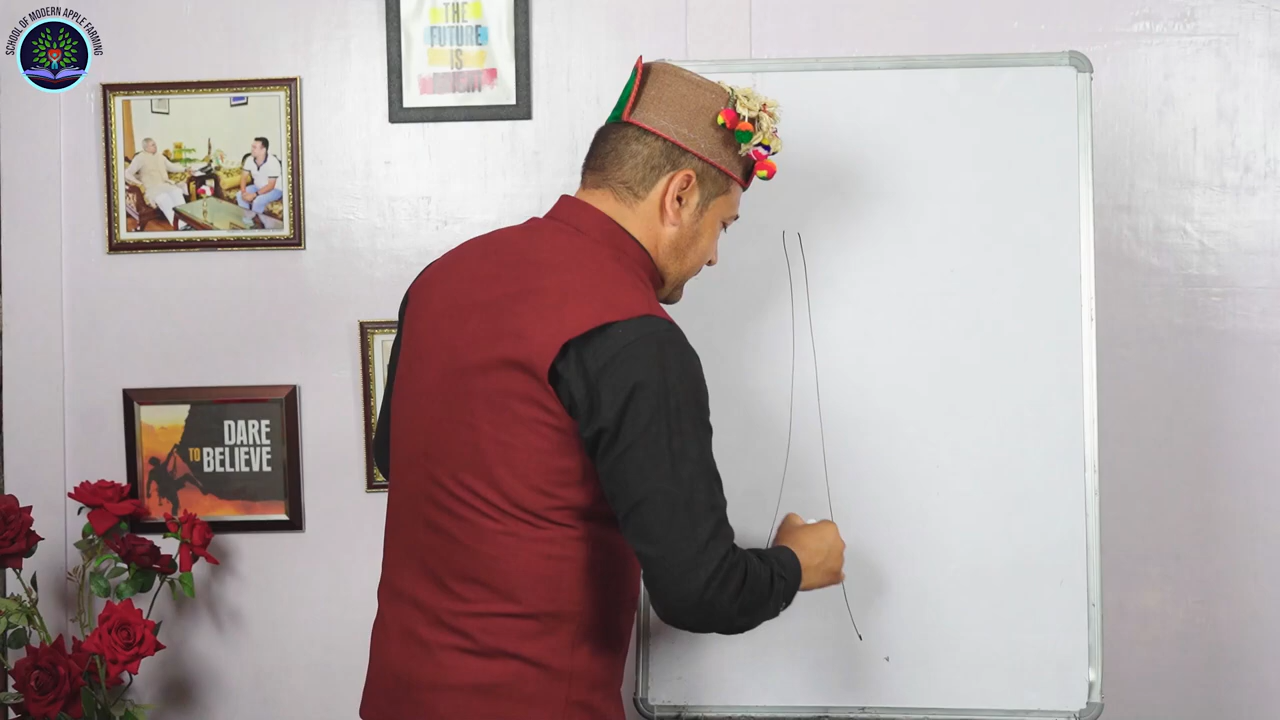 SCHOOL OF MODERN APPLE FARMING
THE
FUTURE
IS
DARE
TO BELIEVE